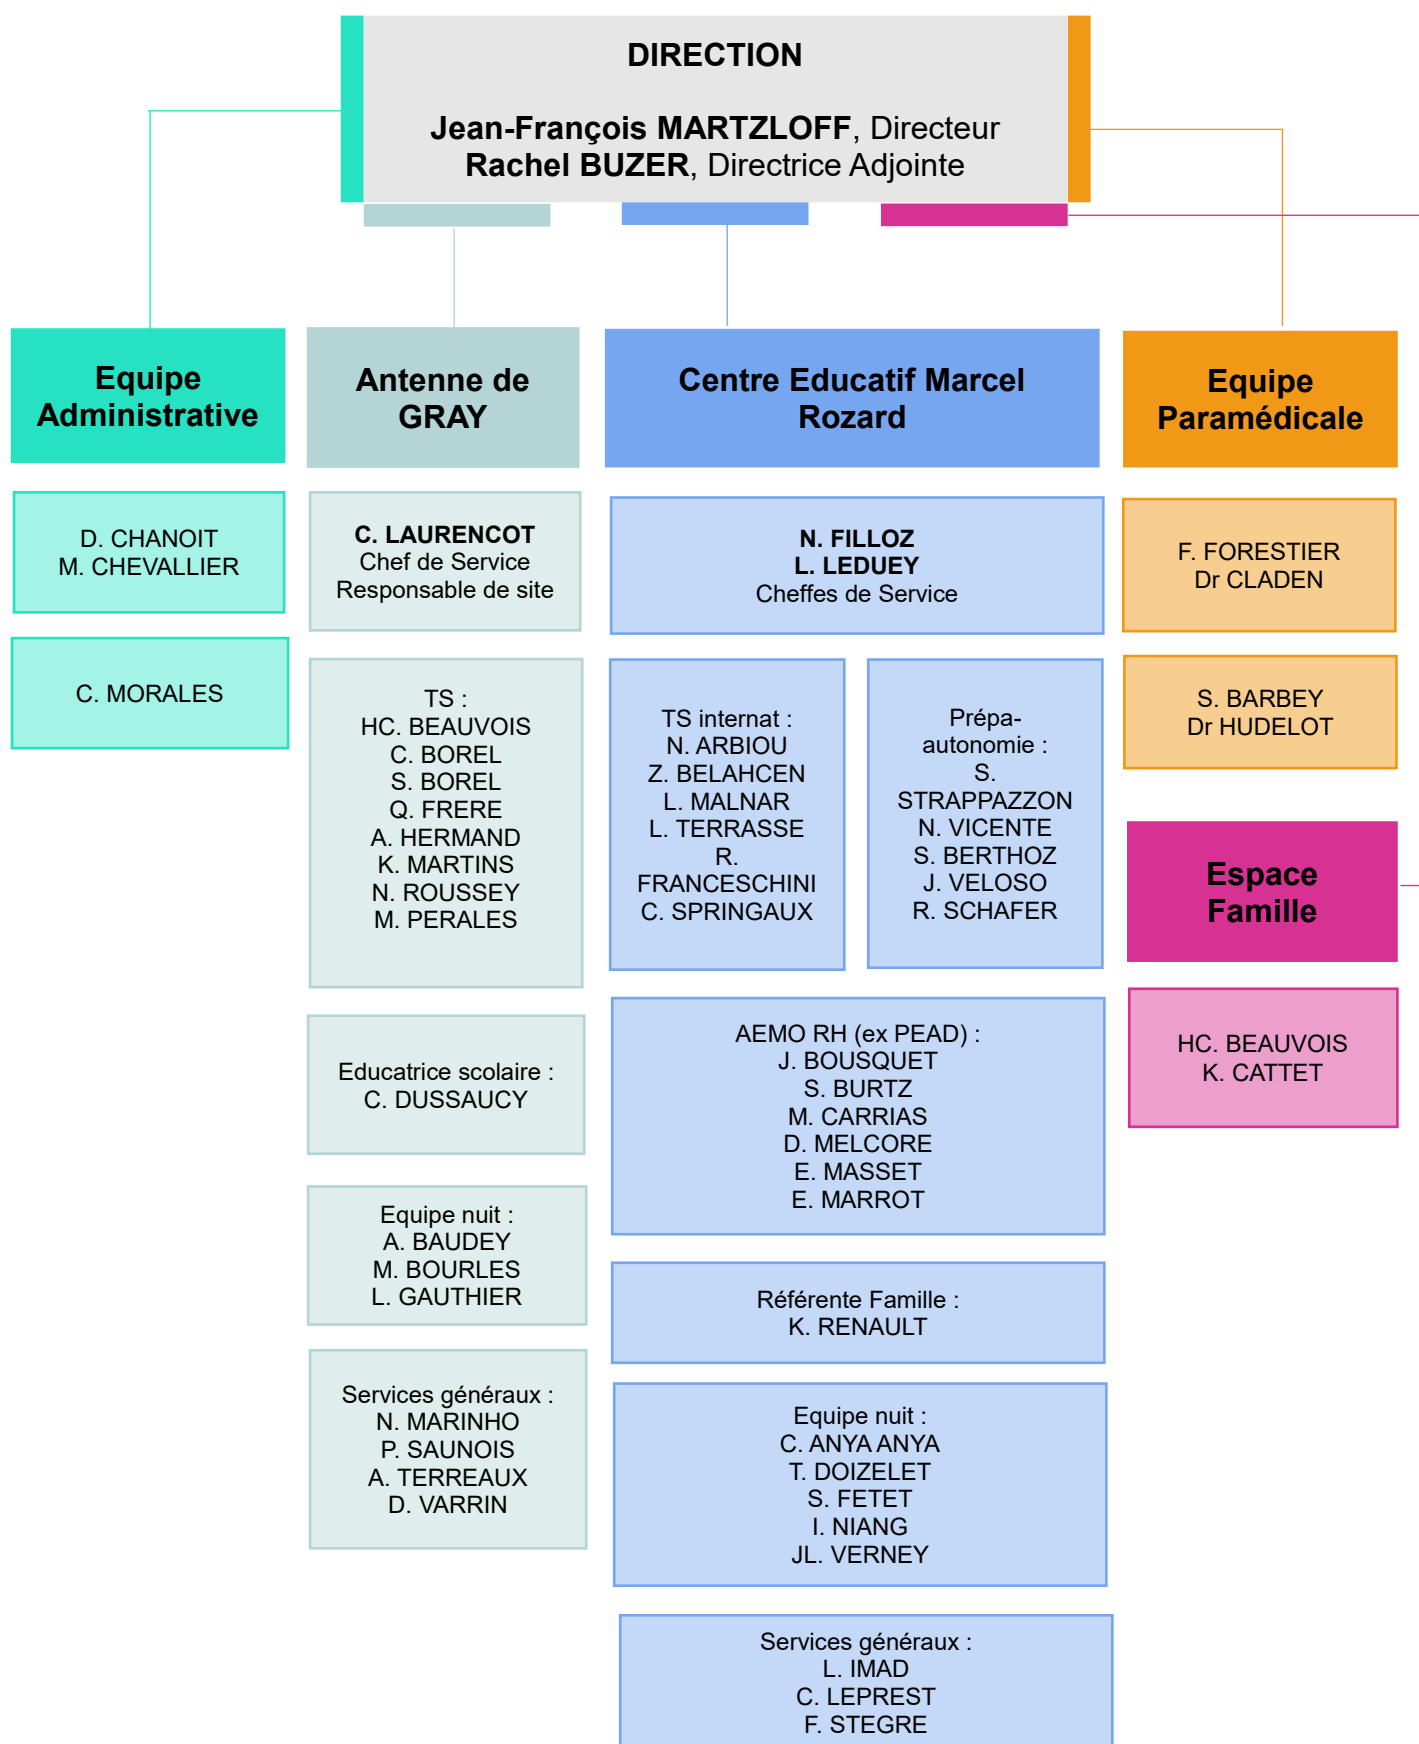 DIRECTION
Jean-François MARTZLOFF, Directeur
Rachel BUZER, Directrice Adjointe
Equipe
Administrative
D. CHANOIT
M. CHEVALLIER
C. MORALES
Antenne de
GRAY
C. LAURENCOT
Chef de Service
Responsable de site
TS :
HC. BEAUVOIS
C. BOREL
S. BOREL
Q. FRERE
A. HERMAND
K. MARTINS
N. ROUSSEY
M. PERALES
Educatrice scolaire :
C. DUSSAUCY
Equipe nuit :
A. BAUDEY
M. BOURLES
L. GAUTHIER
Services généraux :
N. MARINHO
P. SAUNOIS
A. TERREAUX
D. VARRIN
Centre Educatif Marcel
Rozard
N. FILLOZ
L. LEDUEY
Cheffes de Service
TS internat :
N. ARBIOU
Z. BELAHCEN
L. MALNAR
L. TERRASSE
R.
FRANCESCHINI
C. SPRINGAUX
Prépa-
autonomie :
S.
STRAPPAZZON
N. VICENTE
S. BERTHOZ
J. VELOSO
R. SCHAFER
AEMO RH (ex PEAD) :
J. BOUSQUET
S. BURTZ
M. CARRIAS
D. MELCORE
E. MASSET
E. MARROT
Référente Famille :
K. RENAULT
Equipe nuit :
C. ANYA ANYA
T. DOIZELET
S. FETET
I. NIANG
JL. VERNEY
Services généraux :
L. IMAD
C. LEPREST
F. STEGRE
Equipe
Paramédicale
F. FORESTIER
Dr CLADEN
S. BARBEY
Dr HUDELOT
Espace
Famille
HC. BEAUVOIS
K. CATTET